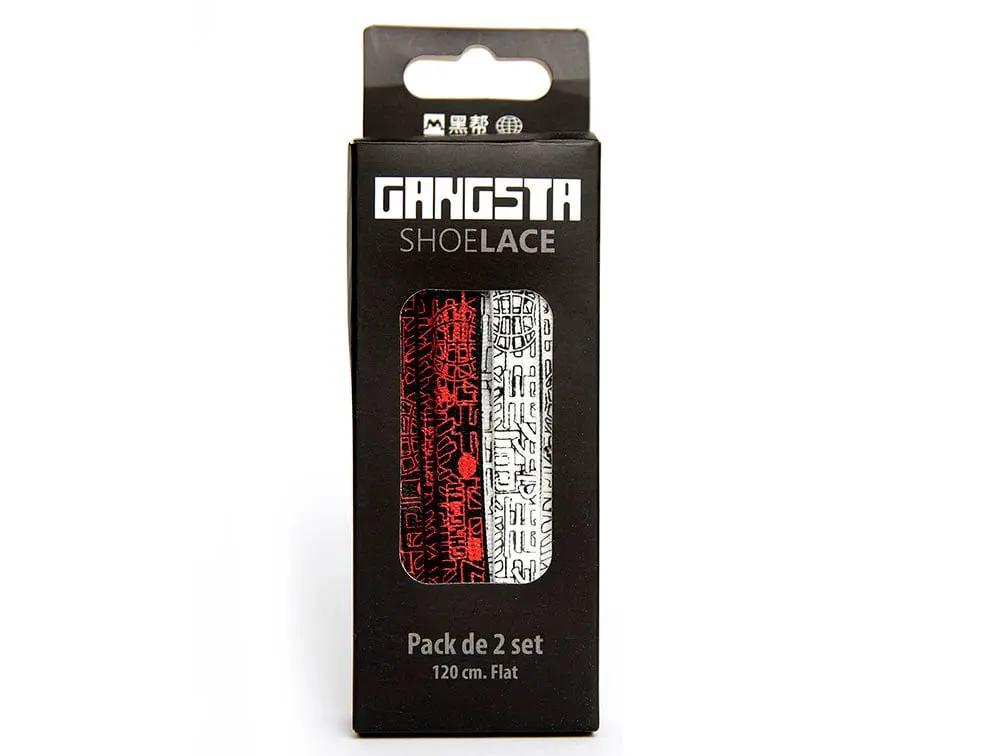 黑帮
GANGSTA
SHOELACE
Pack de 2 set
120 cm. Flat